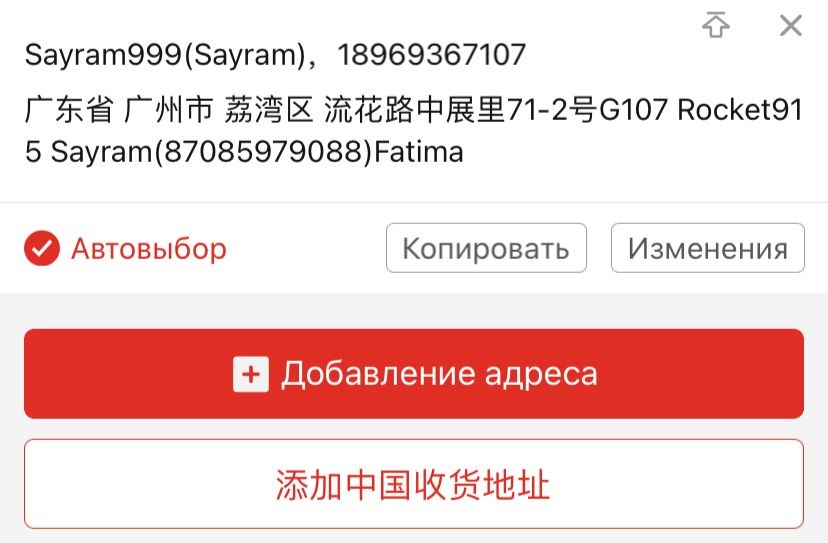 Sayram999(Sayram)，18969367107
广东省 广州市 荔湾区 流花路中展里71-2号G107 Rocket91
5 Sayram(87085979088)Fatima
Автовыбор
Копировать
Изменения
Добавление адреса
添加中国收货地址